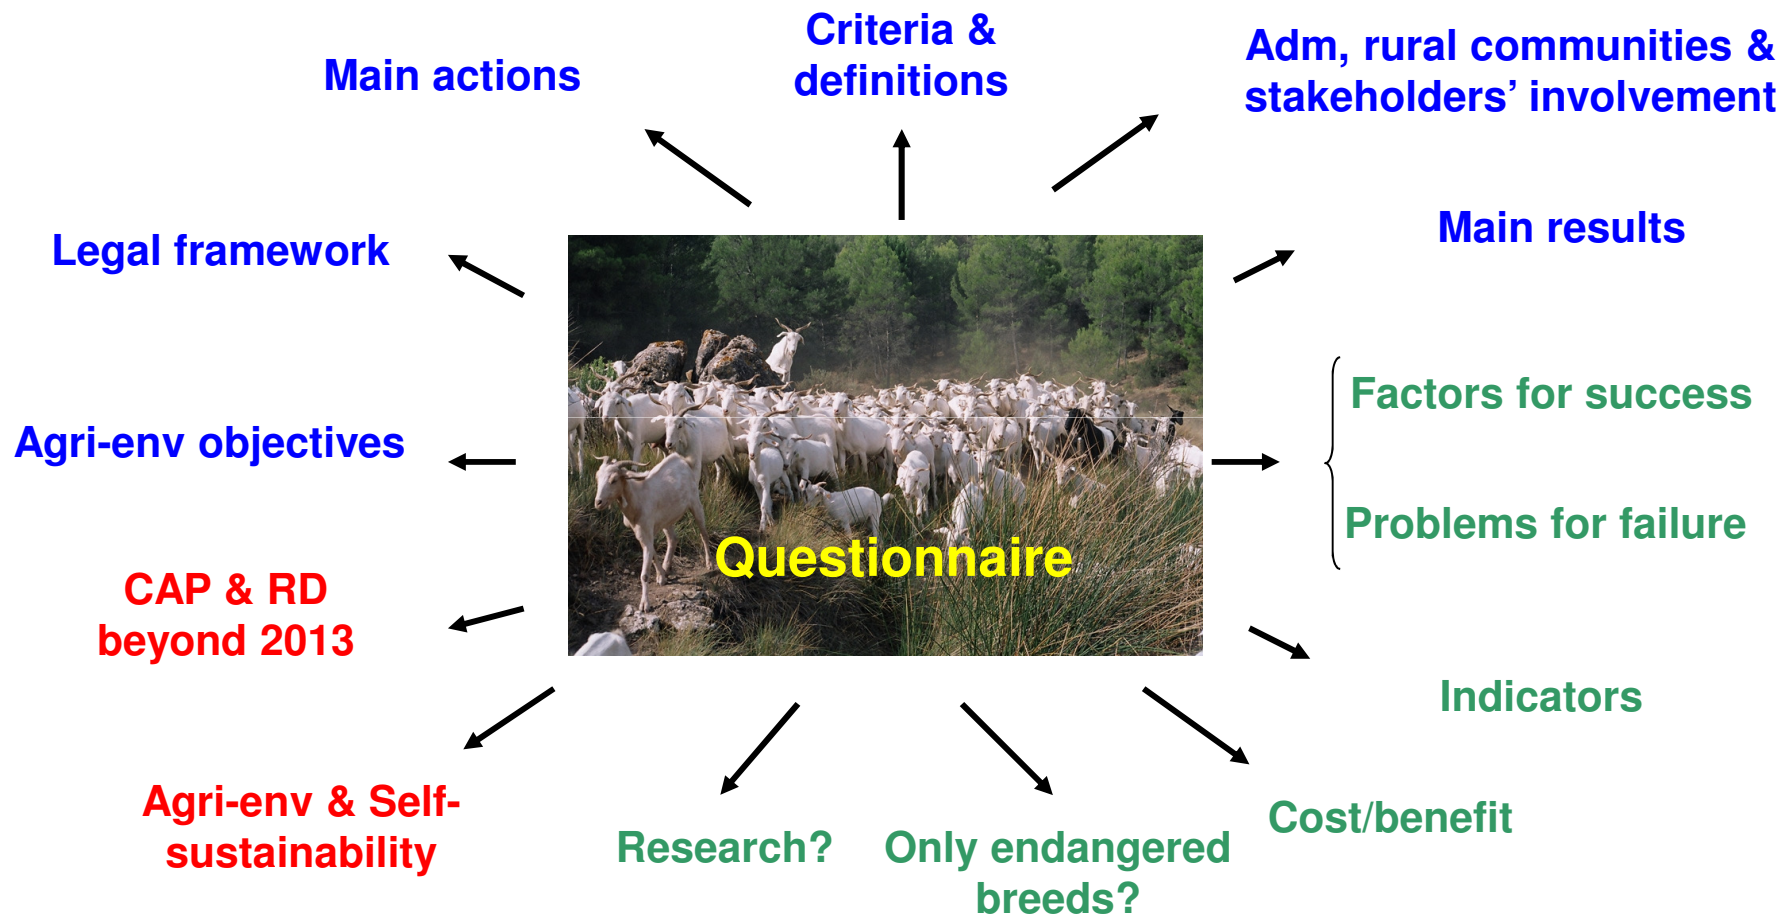 Criteria &
definitions
Adm, rural communities &
stakeholders’ involvement
Main actions
Main results
Legal framework
Factors for success
Agri-env objectives
Problems for failure
Questionnaire
CAP & RD
beyond 2013
Indicators
Agri-env & Self-
sustainability
Cost/benefit
Research?
Only endangered
breeds?